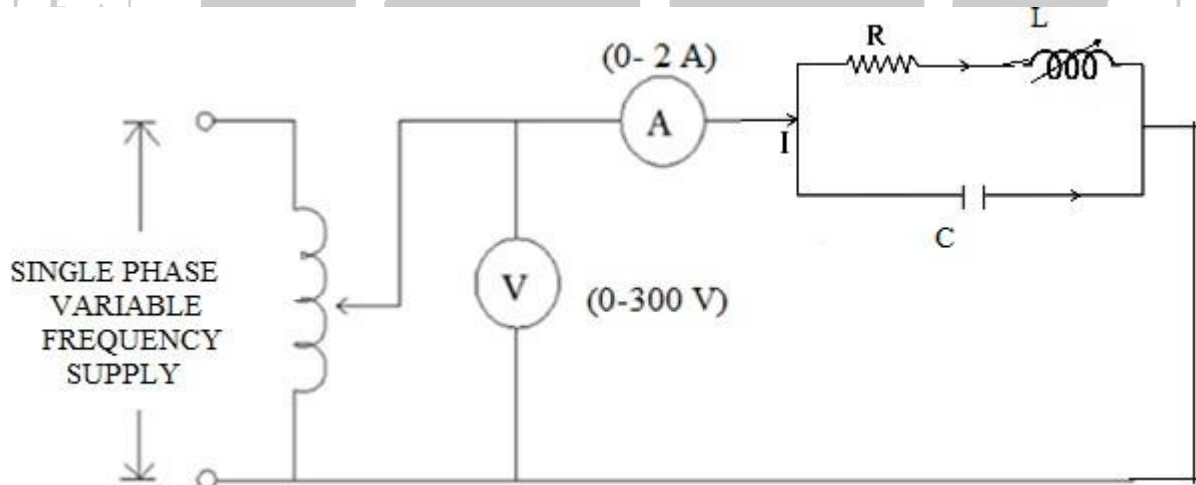 L
R
(0- 2 A)
A
I
C
SINGLE PHASE
VARIABLE
FREQUENCY
SUPPLY
V
(0-300 V)